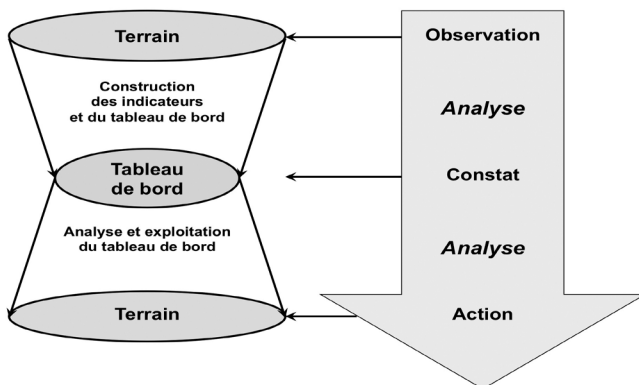 Terrain
Observation
Construction
des indicateurs
et du tableau de bord
Analyse
Tableau
de bord
Constat
Analyse et exploitation
du tableau de bord
Analyse
Terrain
Action